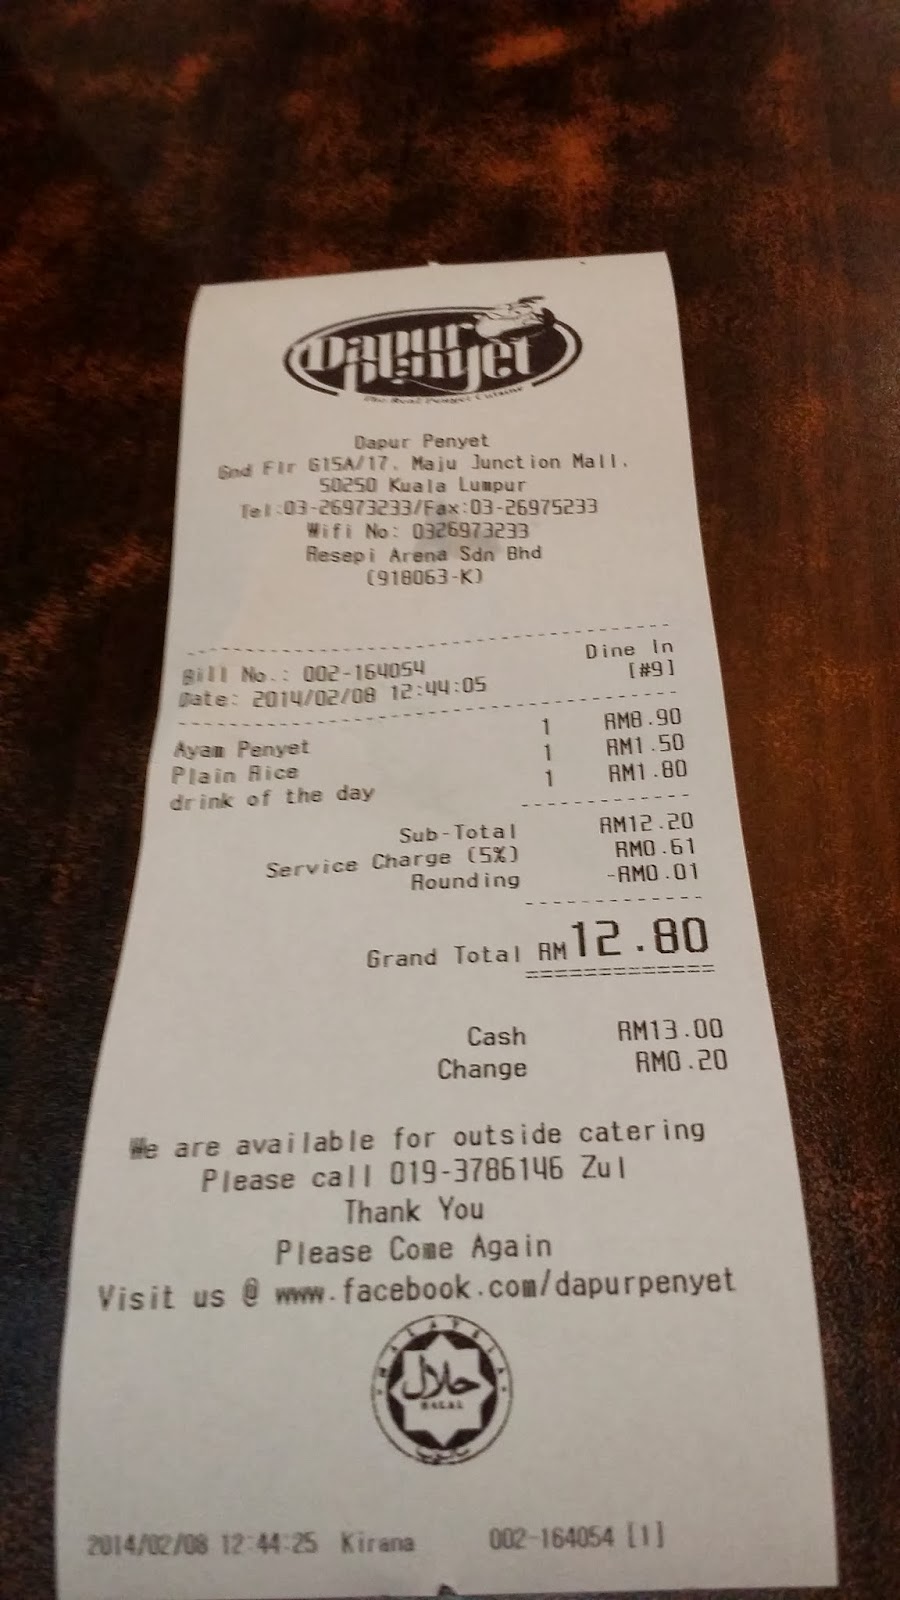 Dapur Penyet
The Real Penyet Cuisine
Dapur Penyet
Gnd Flr G15A/17, Maju Junction Mall,
50250 Kuala Lumpur
Tel:03-26973233/Fax:03-26975233
Wifi No: 0326973233
Resepi Arena Sdn Bhd
(918063-K)
Bill No.: 002-164054 Dine In
Date: 2014/02/08 12:44:05 [#9]
Ayam Penyet 1 RM8.90
Plain Rice 1 RM1.50
drink of the day 1 RM1.80
Sub-Total RM12.20
Service Charge (5%) RM0.61
Rounding -RM0.01
Grand Total RM12.80
Cash RM13.00
Change RM0.20
We are available for outside catering
Please call 019-3786146 Zul
Thank You
Please Come Again
Visit us @ www.facebook.com/dapurpenyet
MALAYSIA
حلال
HALAL
2014/02/08 12:44:25 Kirana 002-164054 [1]